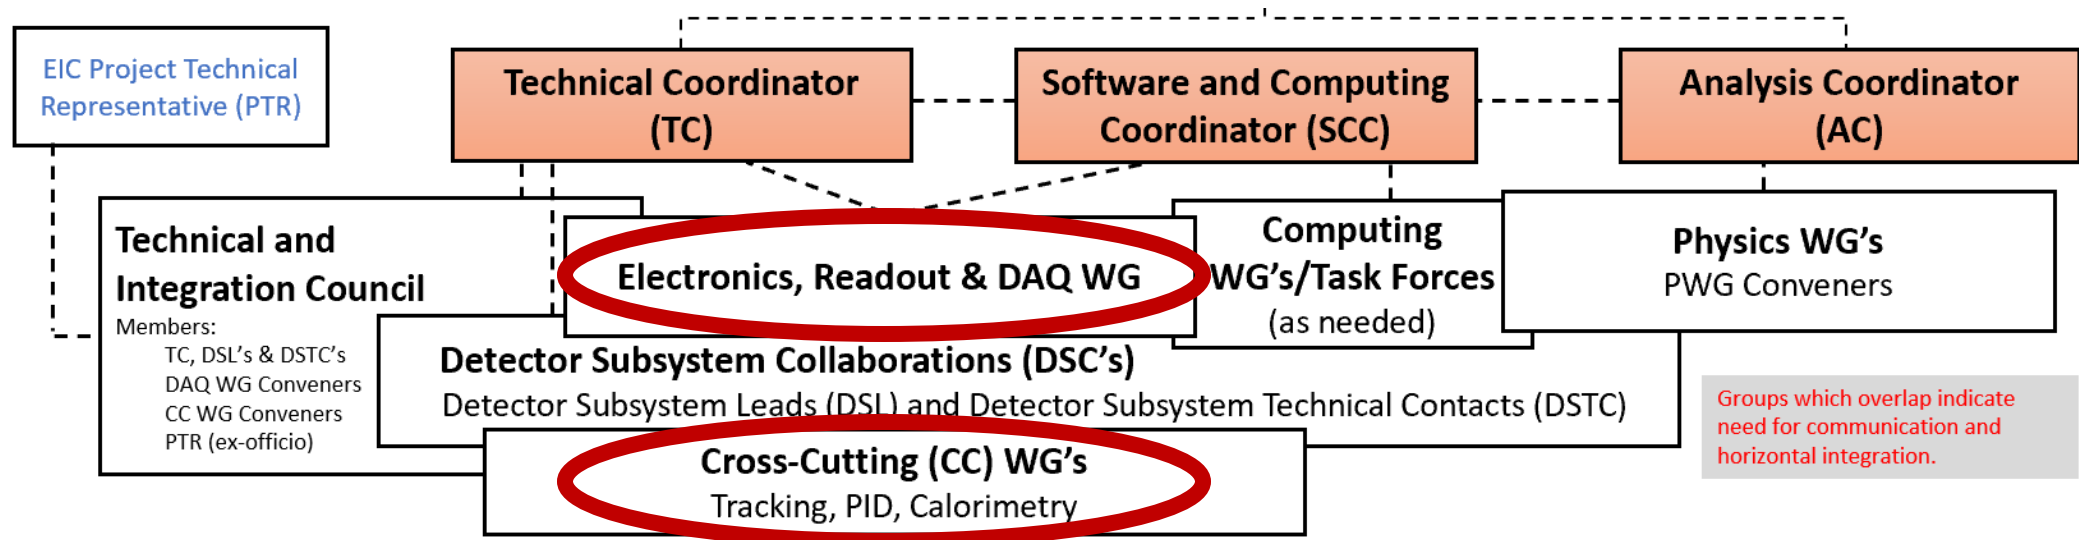 EIC Project Technical
Representative (PTR)
Technical Coordinator
(TC)
Software and Computing
Coordinator (SCC)
Analysis Coordinator
(AC)
Technical and
Integration Council
Members:
TC, DSL's & DSTC's
DAQ WG Conveners
CC WG Conveners
PTR (ex-officio)
Electronics, Readout & DAQ WG
Computing
WG's/Task Forces
(as needed)
Physics WG's
PWG Conveners
Detector Subsystem Collaborations (DSC's)
Detector Subsystem Leads (DSL) and Detector Subsystem Technical Contacts (DSTC)
Cross-Cutting (CC) WG's
Tracking, PID, Calorimetry
Groups which overlap indicate
need for communication and
horizontal integration.